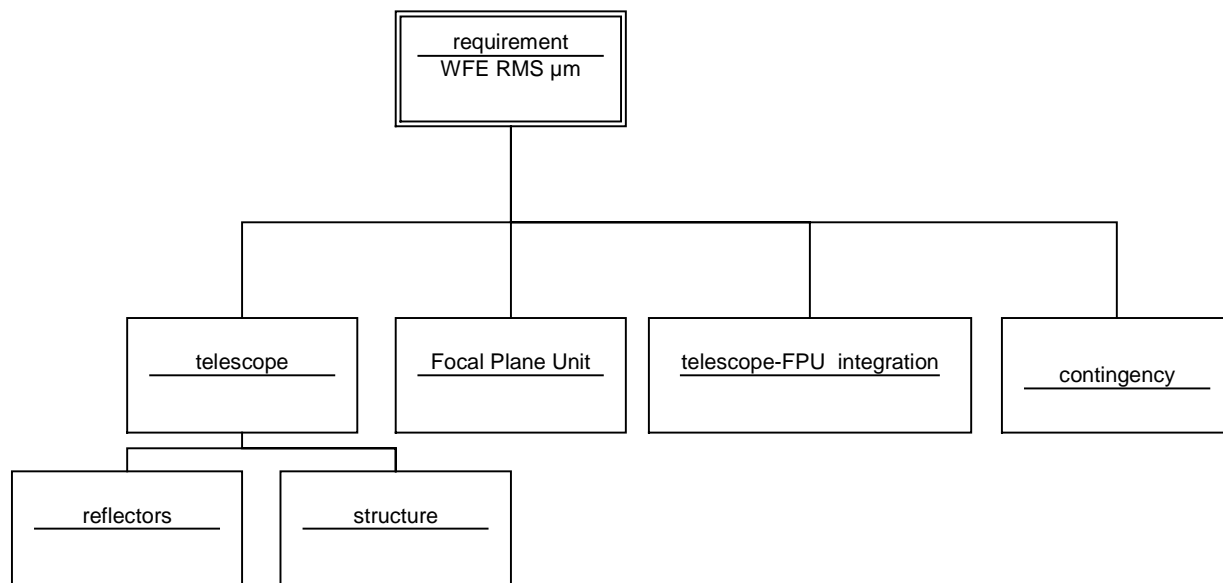 requirement
WFE RMS µm
telescope
Focal Plane Unit
telescope-FPU integration
contingency
reflectors
structure